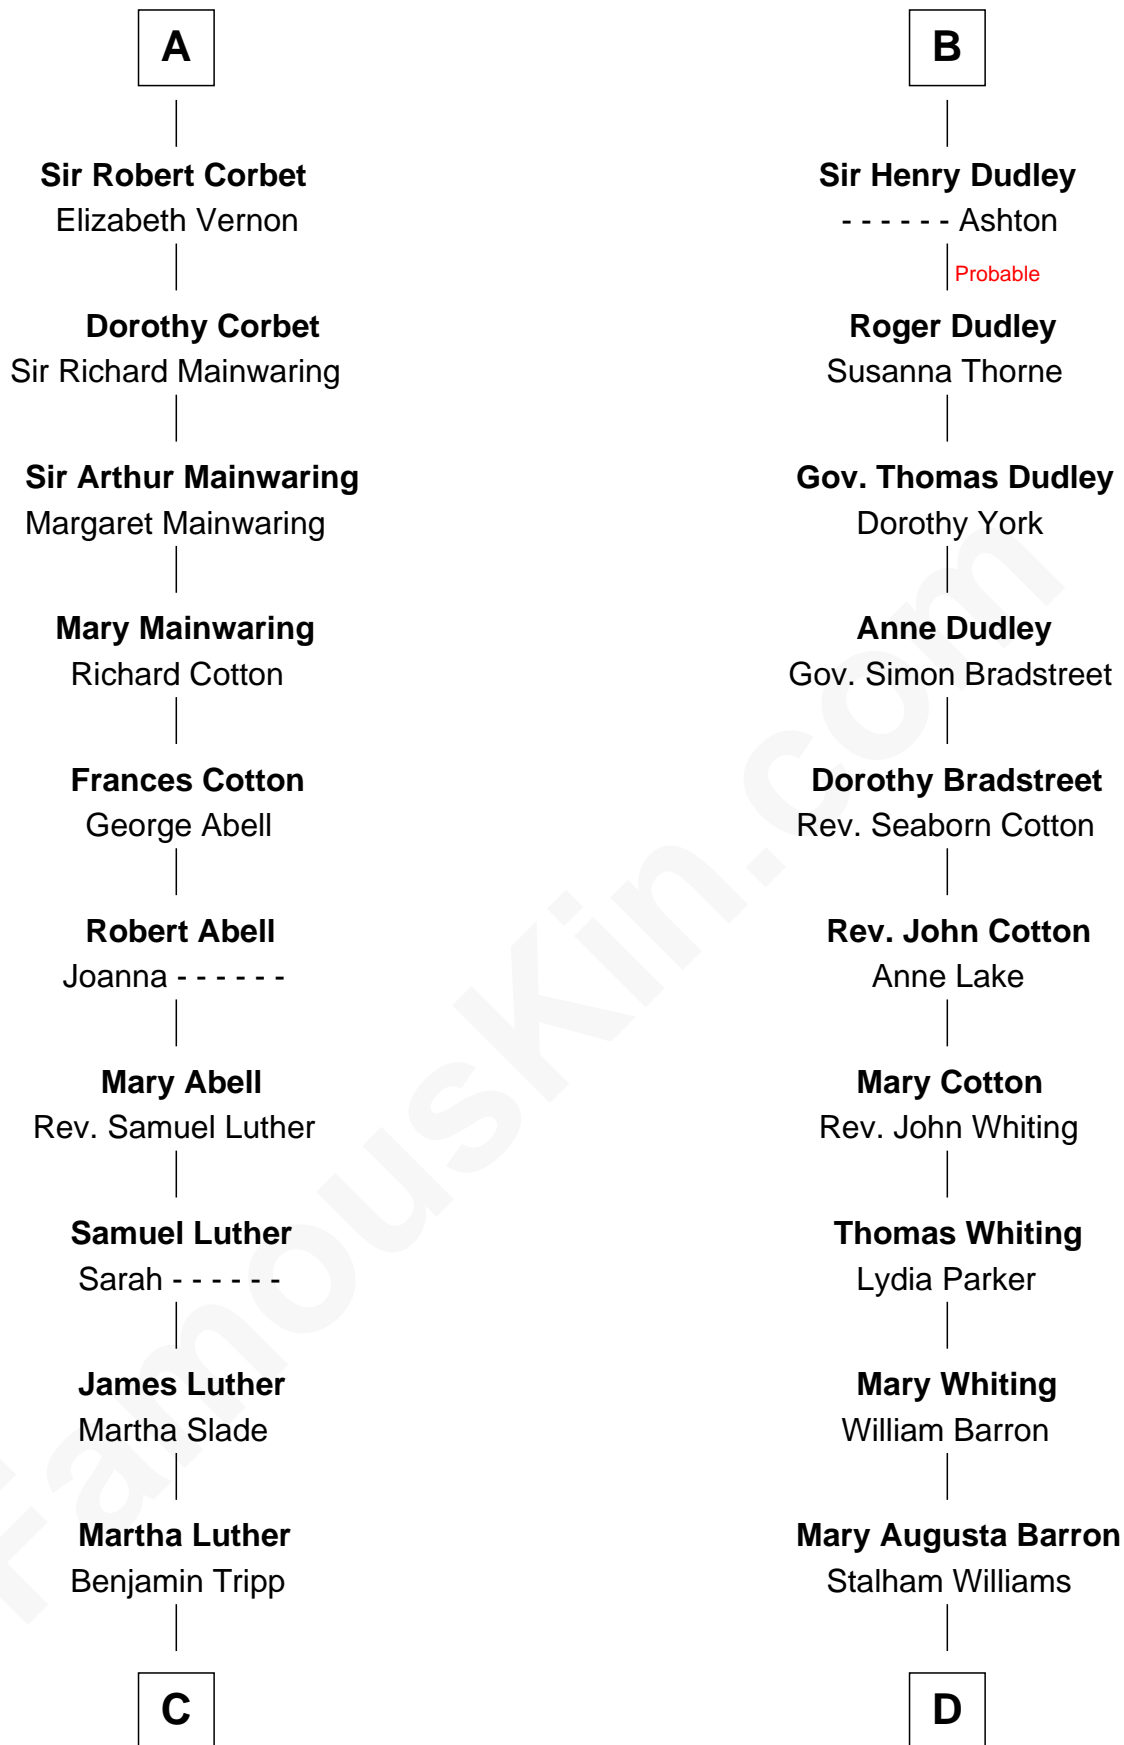 A
Sir Robert Corbet
Elizabeth Vernon
Dorothy Corbet
Sir Richard Mainwaring
Sir Arthur Mainwaring
Margaret Mainwaring
Mary Mainwaring
Richard Cotton
Frances Cotton
George Abell
Robert Abell
Joanna - - - - - -
Mary Abell
Rev. Samuel Luther
Samuel Luther
Sarah - - - - - -
James Luther
Martha Slade
Martha Luther
Benjamin Tripp
C
B
Sir Henry Dudley
- - - - - - Ashton
Probable
Roger Dudley
Susanna Thorne
Gov. Thomas Dudley
Dorothy York
Anne Dudley
Gov. Simon Bradstreet
Dorothy Bradstreet
Rev. Seaborn Cotton
Rev. John Cotton
Anne Lake
Mary Cotton
Rev. John Whiting
Thomas Whiting
Lydia Parker
Mary Whiting
William Barron
Mary Augusta Barron
Stalham Williams
D
FamousKin.com